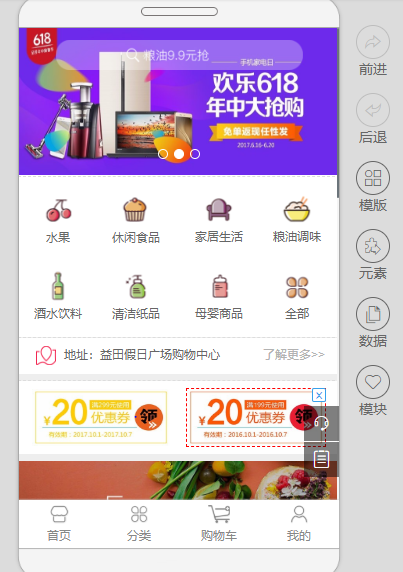 618
粮油9.9元抢
手机家电日
欢乐618
年中大抢购
免单返现任性发
2017.6.16-6.20
水果
休闲食品
家居生活
粮油调味
酒水饮料
清洁纸品
母婴商品
全部
地址：益田假日广场购物中心
了解更多>>
¥20
满99元使用
优惠券
领
有效期：2017.10.1-2017.10.7
¥20
满199元使用
优惠券
领
有效期：2016.10.1-2016.10.7
首页
分类
购物车
我的
前进
后退
模版
元素
数据
模块